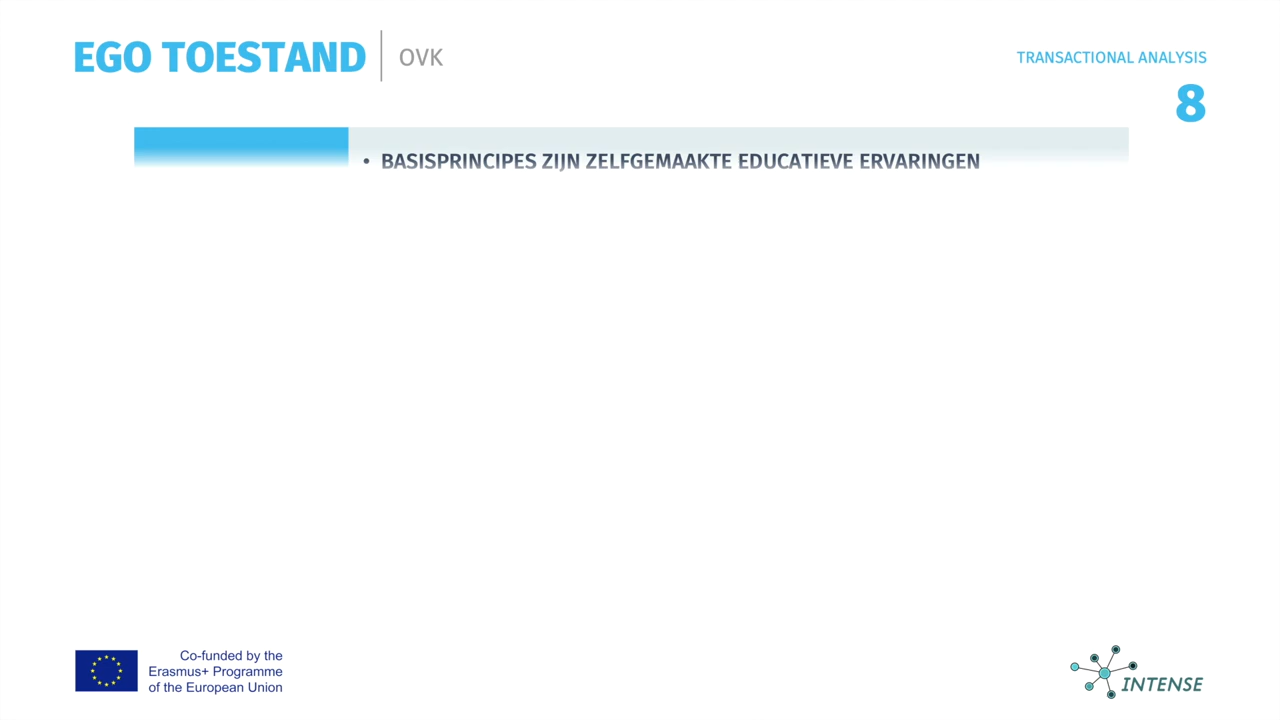 EGO TOESTAND
OVK
TRANSACTIONAL ANALYSIS
8
• BASISPRINCIPES ZIJN ZELFGEMAAKTE EDUCATIEVE ERVARINGEN
Co-funded by the
Erasmus+ Programme
of the European Union
INTENSE